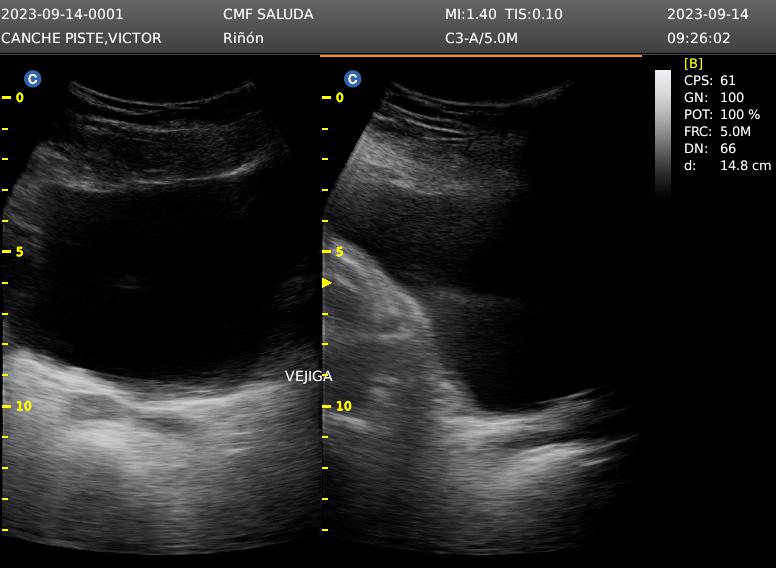 2023-09-14-0001 CMF SALUDA MI:1.40 TIS:0.10 2023-09-14
CANCHE PISTE,VICTOR Riñón C3-A/5.0M 09:26:02
C C
[B]
0 0
CPS: 61
GN: 100
POT: 100 %
FRC: 5.0M
DN: 66
d: 14.8 cm
5 5
VEJIGA
10 10